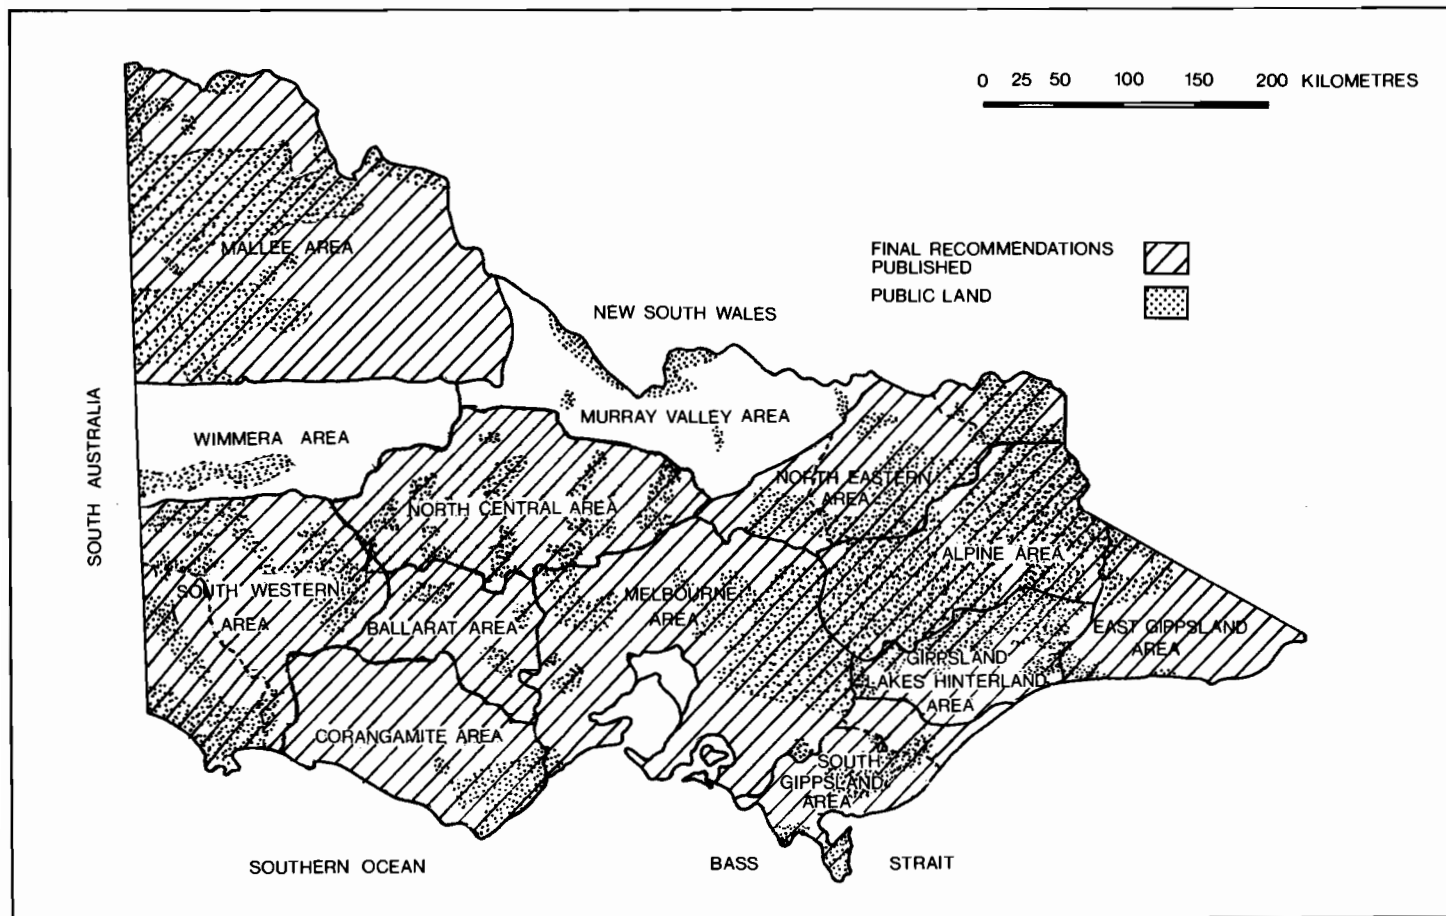 0 25 50 100 150 200 KILOMETRES
FINAL RECOMMENDATIONS
PUBLISHED
PUBLIC LAND
MALLEE AREA
NEW SOUTH WALES
SOUTH AUSTRALIA
MURRAY VALLEY AREA
WIMMERA AREA
NORTH EASTERN
AREA
NORTH CENTRAL AREA
ALPINE AREA
SOUTH WESTERN
AREA
MELBOURNE
AREA
BALLARAT AREA
EAST GIPPSLAND
AREA
GIPPSLAND
LAKES HINTERLAND
AREA
CORANGAMITE AREA
SOUTH
GIPPSLAND
AREA
SOUTHERN OCEAN
BASS STRAIT